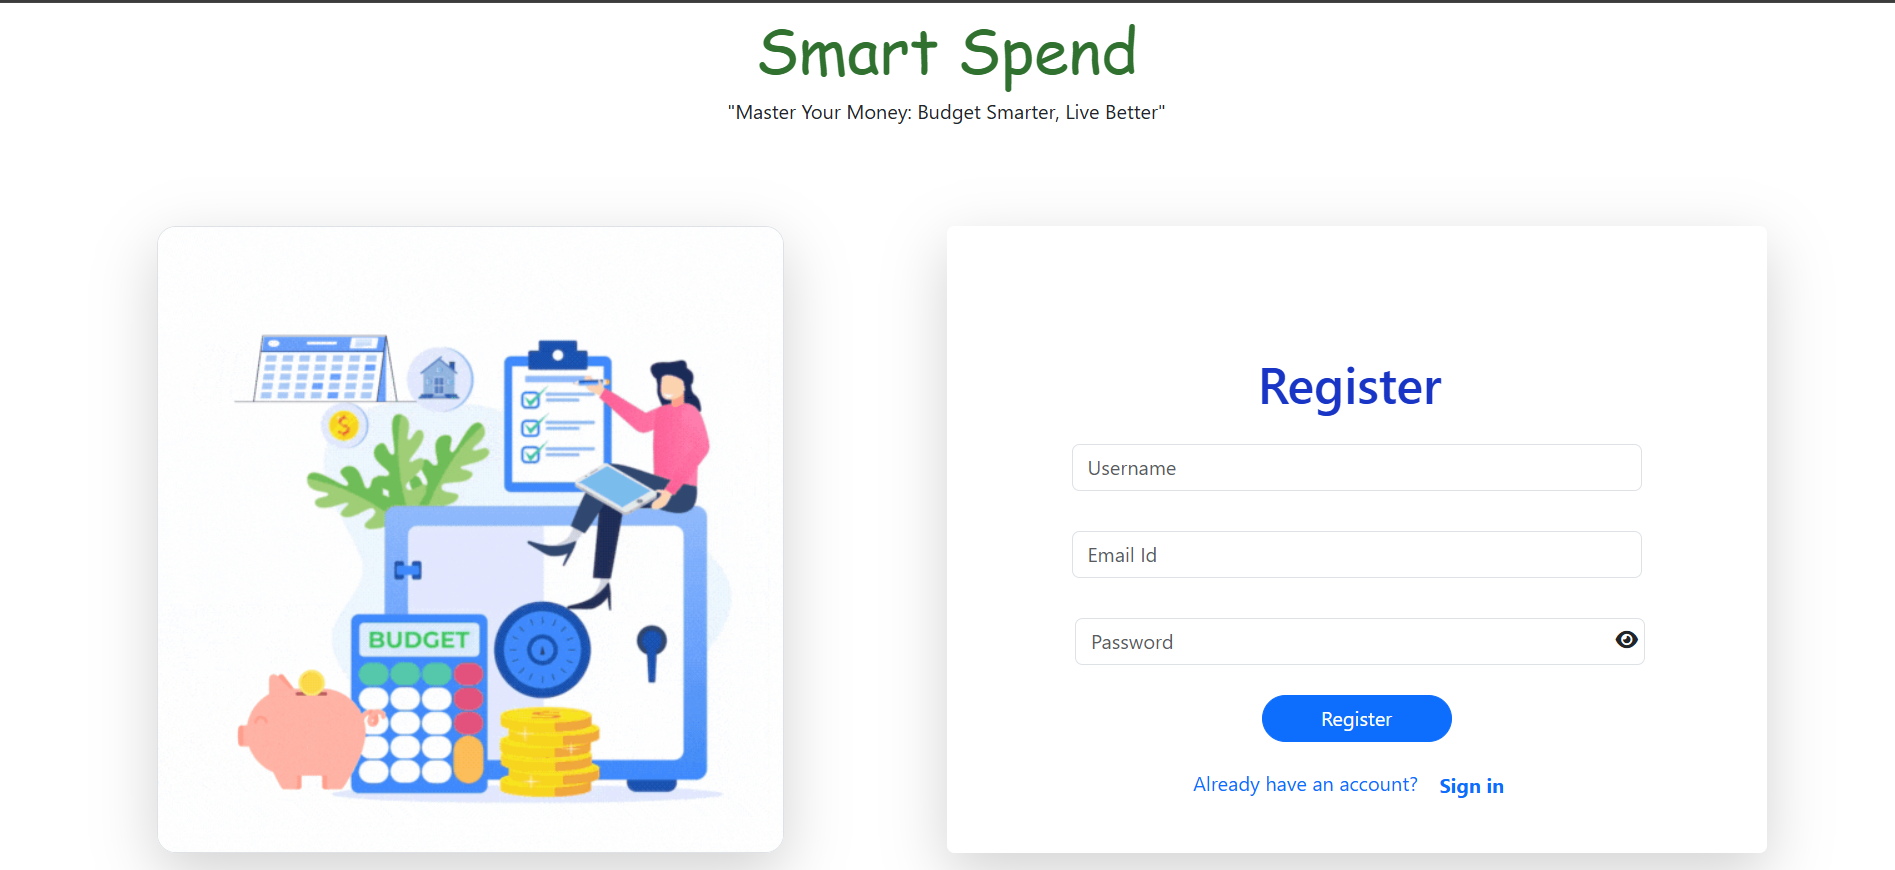 Smart Spend
"Master Your Money: Budget Smarter, Live Better"
$
BUDGET
Register
Username
Email Id
Password
Register
Already have an account? Sign in